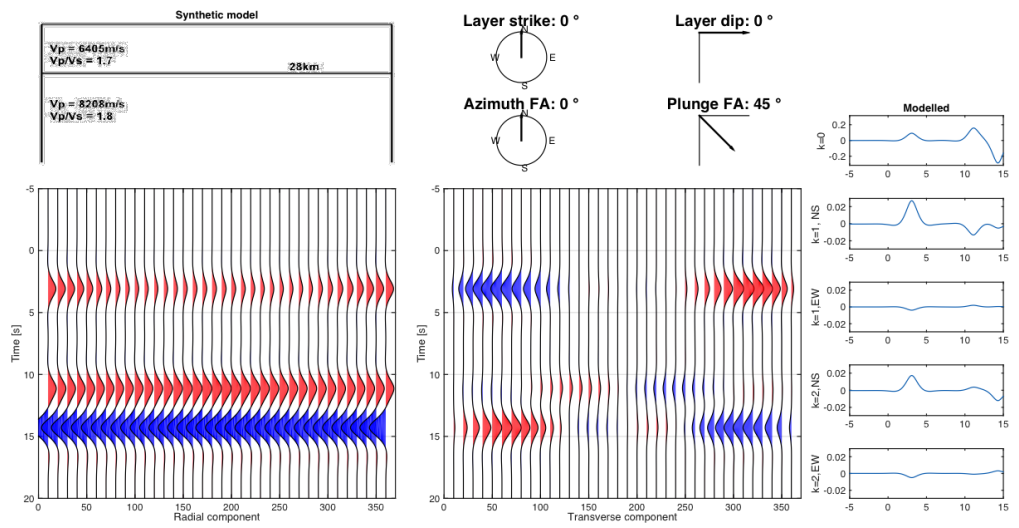 Synthetic model
Vp = 6405m/s
Vp/Vs = 1.7
28km
Vp = 8208m/s
Vp/Vs = 1.8
Layer strike: 0 °
N
W
E
S
Layer dip: 0 °
Azimuth FA: 0 °
N
W
E
S
Plunge FA: 45 °
-5
0
5
10
15
20
Time [s]
0 50 100 150 200 250 300 350
Radial component
-5
0
5
10
15
20
Time [s]
0 50 100 150 200 250 300 350
Transverse component
Modelled
k=0
0.2
0
-0.2
-5 0 5 10 15
k=1, NS
0.02
0
-0.02
-5 0 5 10 15
k=1,EW
0.02
0
-0.02
-5 0 5 10 15
k=2,NS
0.02
0
-0.02
-5 0 5 10 15
k=2,EW
0.02
0
-0.02
-5 0 5 10 15